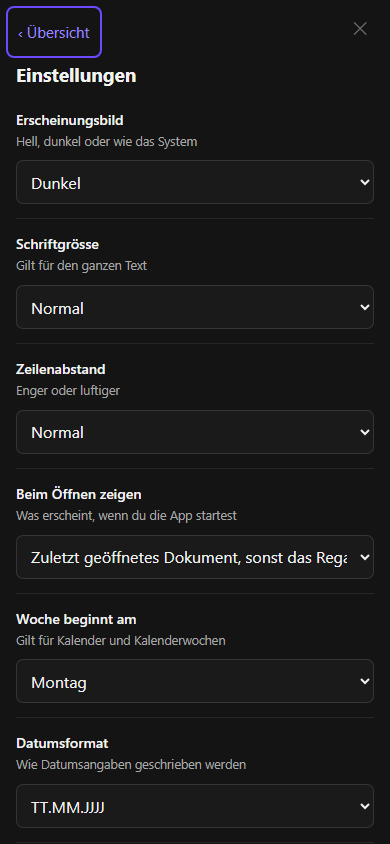 ‹ Übersicht
Einstellungen
Erscheinungsbild
Hell, dunkel oder wie das System
Dunkel
Schriftgrösse
Gilt für den ganzen Text
Normal
Zeilenabstand
Enger oder luftiger
Normal
Beim Öffnen zeigen
Was erscheint, wenn du die App startest
Zuletzt geöffnetes Dokument, sonst das Rega
Woche beginnt am
Gilt für Kalender und Kalenderwochen
Montag
Datumsformat
Wie Datumsangaben geschrieben werden
TT.MM.JJJJ